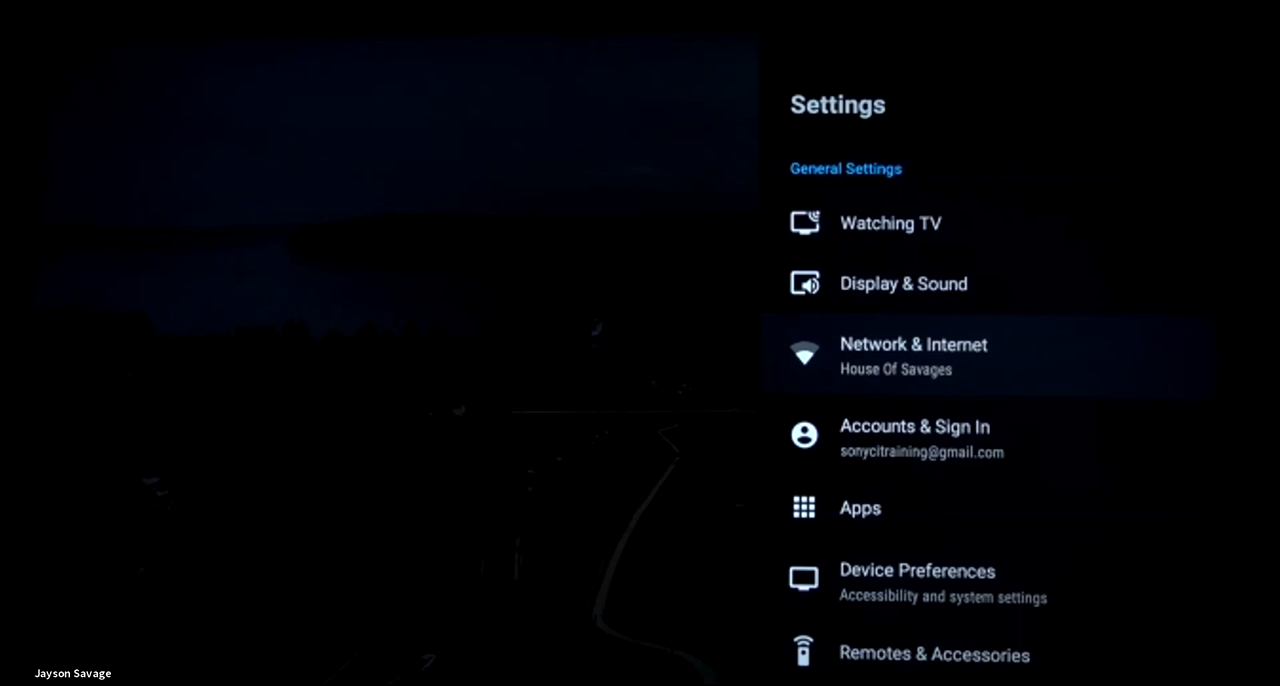 Settings
General Settings
Watching TV
Display & Sound
Network & Internet
House Of Savages
Accounts & Sign In
sonycitraining@gmail.com
Apps
Device Preferences
Accessibility and system settings
Remotes & Accessories
Jayson Savage